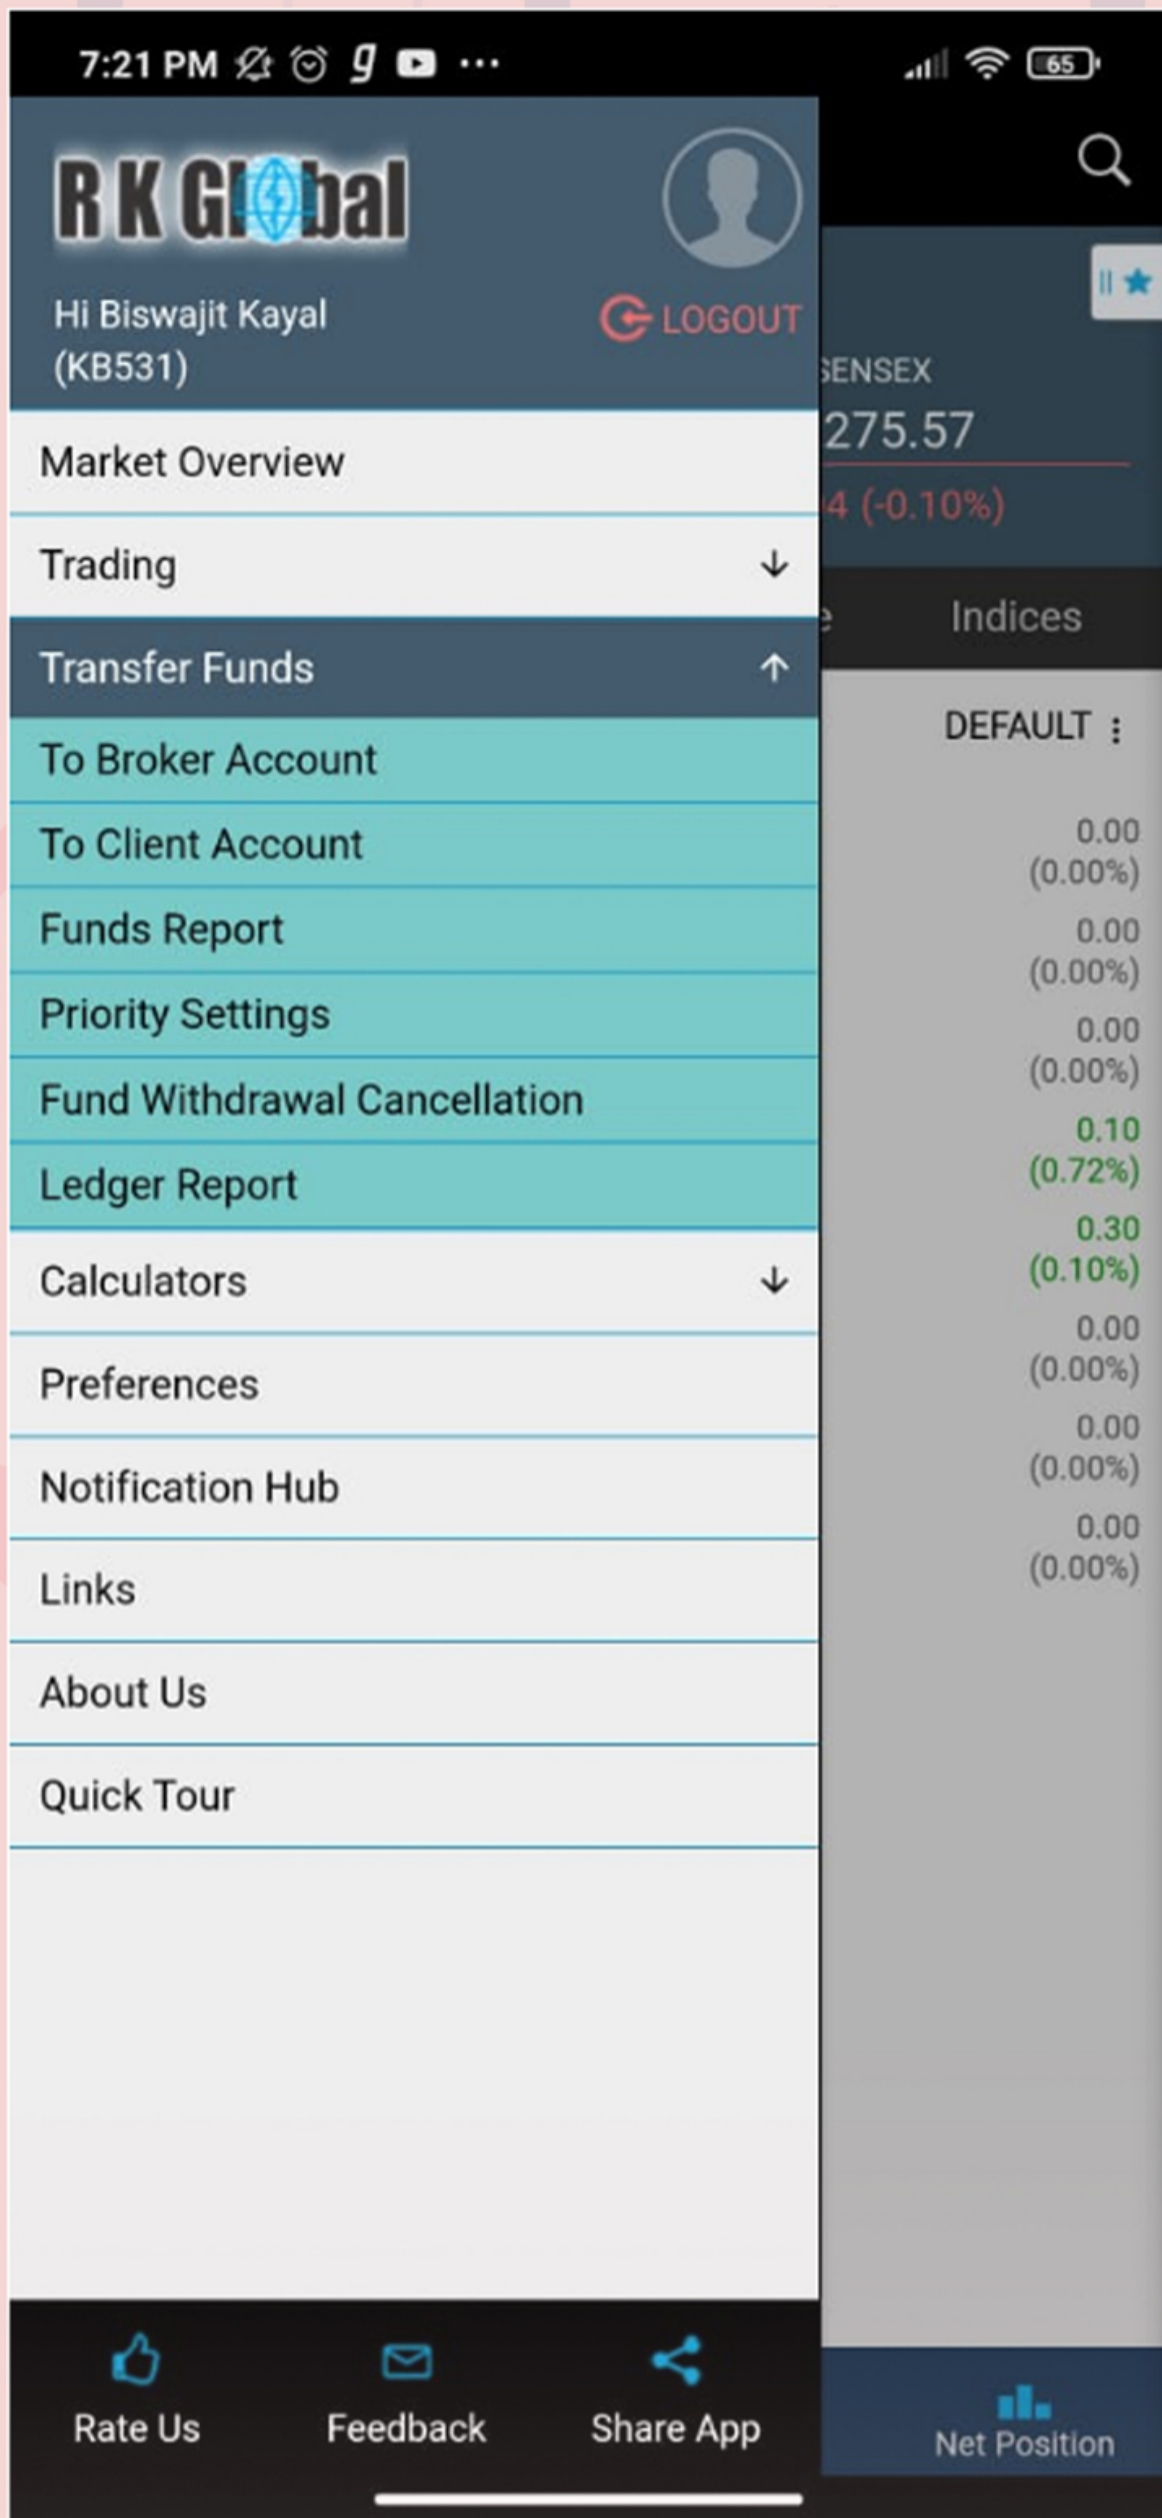 7:21 PM
65
R K Global
Hi Biswajit Kayal
(KB531)
LOGOUT
Market Overview
Trading
Transfer Funds
To Broker Account
To Client Account
Funds Report
Priority Settings
Fund Withdrawal Cancellation
Ledger Report
Calculators
Preferences
Notification Hub
Links
About Us
Quick Tour
Rate Us
Feedback
Share App
SENSEX
275.57
4 (-0.10%)
e
Indices
DEFAULT
0.00
(0.00%)
0.00
(0.00%)
0.00
(0.00%)
0.10
(0.72%)
0.30
(0.10%)
0.00
(0.00%)
0.00
(0.00%)
0.00
(0.00%)
Net Position